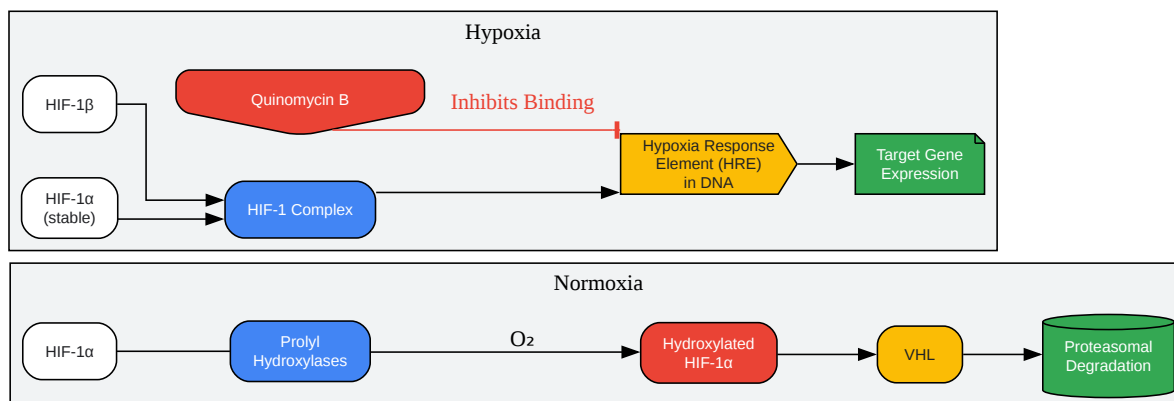 Hypoxia
HIF-1β
Quinomycin B
Inhibits Binding
HIF-1α
(stable)
HIF-1 Complex
Hypoxia Response
Element (HRE)
in DNA
Target Gene
Expression
Normoxia
HIF-1α
Prolyl
Hydroxylases
O₂
Hydroxylated
HIF-1α
VHL
Proteasomal
Degradation